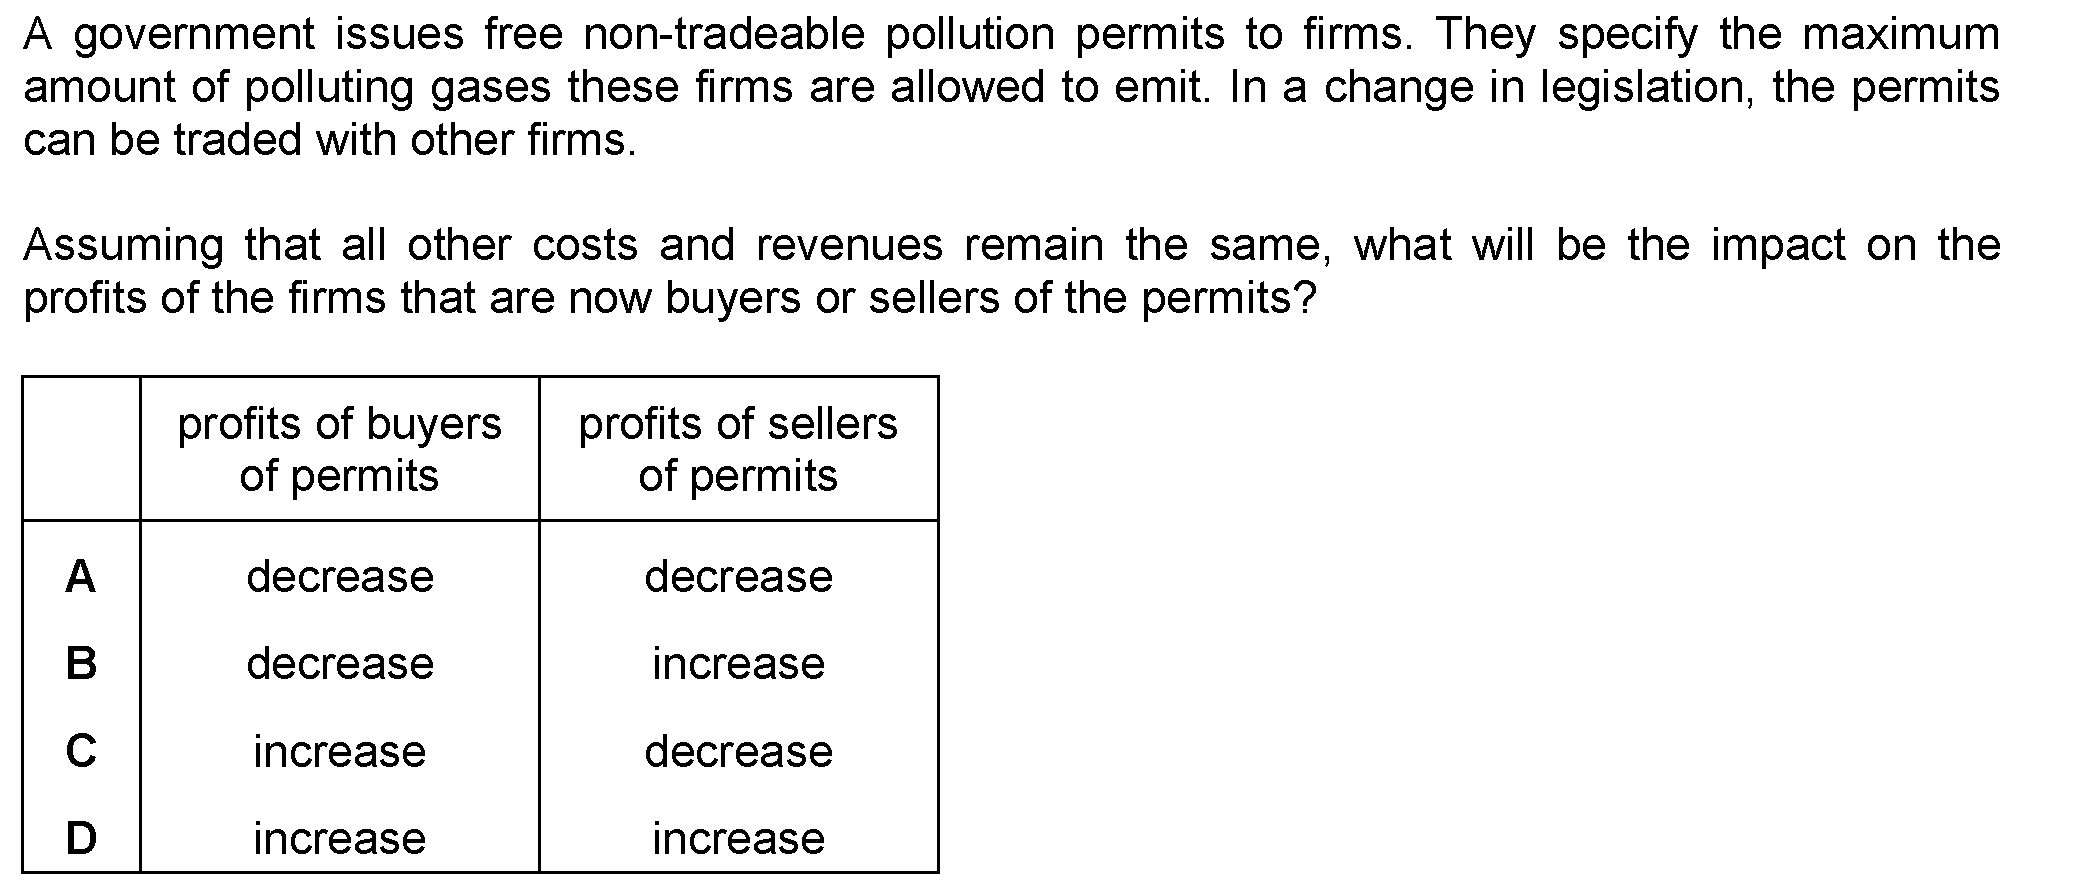 A government issues free non-tradeable pollution permits to firms. They specify the maximum
amount of polluting gases these firms are allowed to emit. In a change in legislation, the permits
can be traded with other firms.
Assuming that all other costs and revenues remain the same, what will be the impact on the
profits of the firms that are now buyers or sellers of the permits?
profits of buyers of permits profits of sellers of permits
A decrease decrease
B decrease increase
C increase decrease
D increase increase